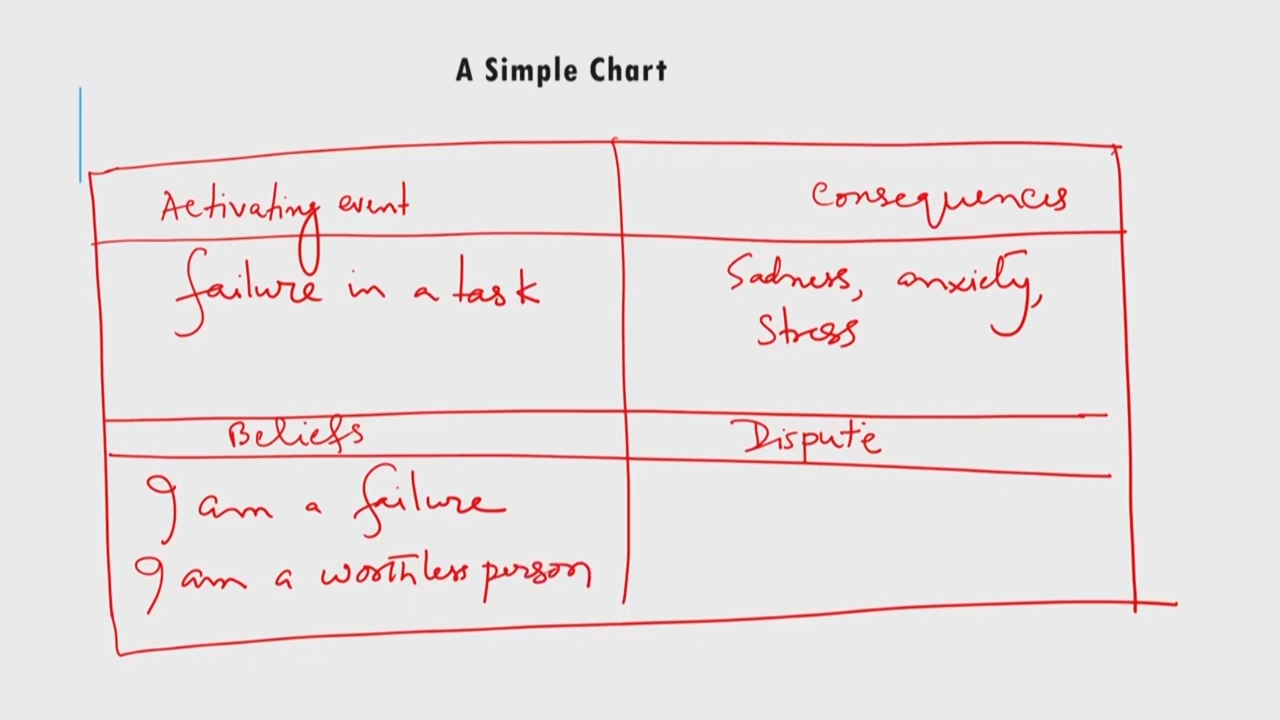 A Simple Chart
Activating event
Consequences
failure in a task
Sadness, anxiety,
Stress
Beliefs
Dispute
I am a failure
I am a worthless person